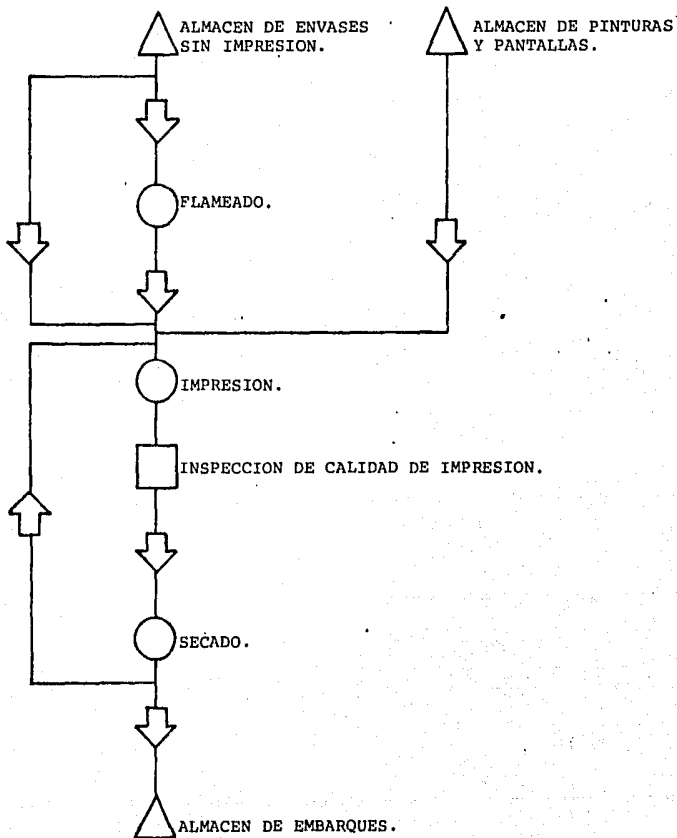 ALMACEN DE ENVASES
SIN IMPRESION.
ALMACEN DE PINTURAS
Y PANTALLAS.
FLAMEADO.
IMPRESION.
INSPECCION DE CALIDAD DE IMPRESION.
SECADO.
ALMACEN DE EMBARQUES.